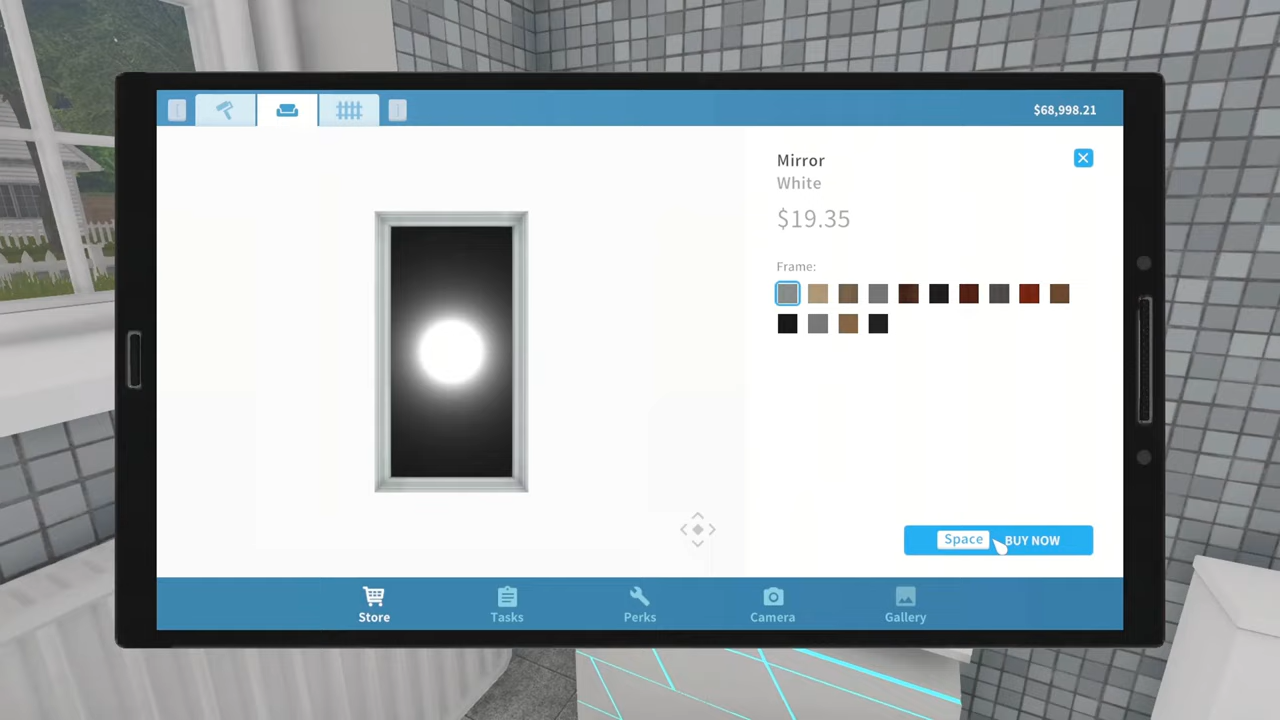 $68,998.21
Mirror
White
$19.35
Frame:
Space BUY NOW
Store
Tasks
Perks
Camera
Gallery